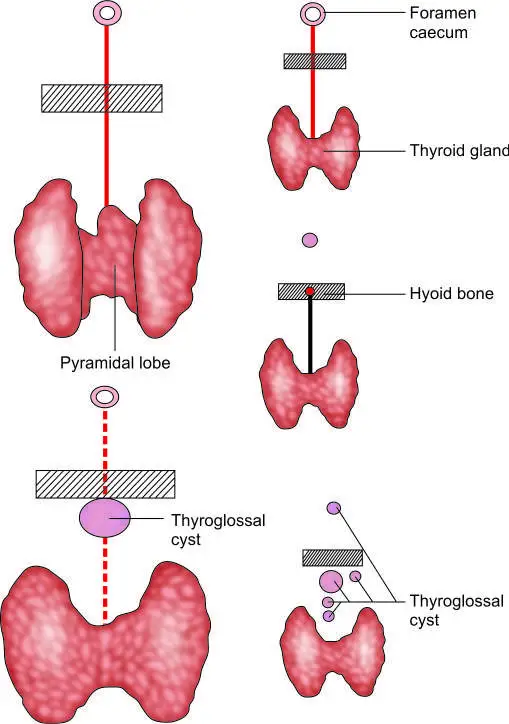 Foramen
caecum
Thyroid gland
Hyoid bone
Pyramidal lobe
Thyroglossal
cyst
Thyroglossal
cyst